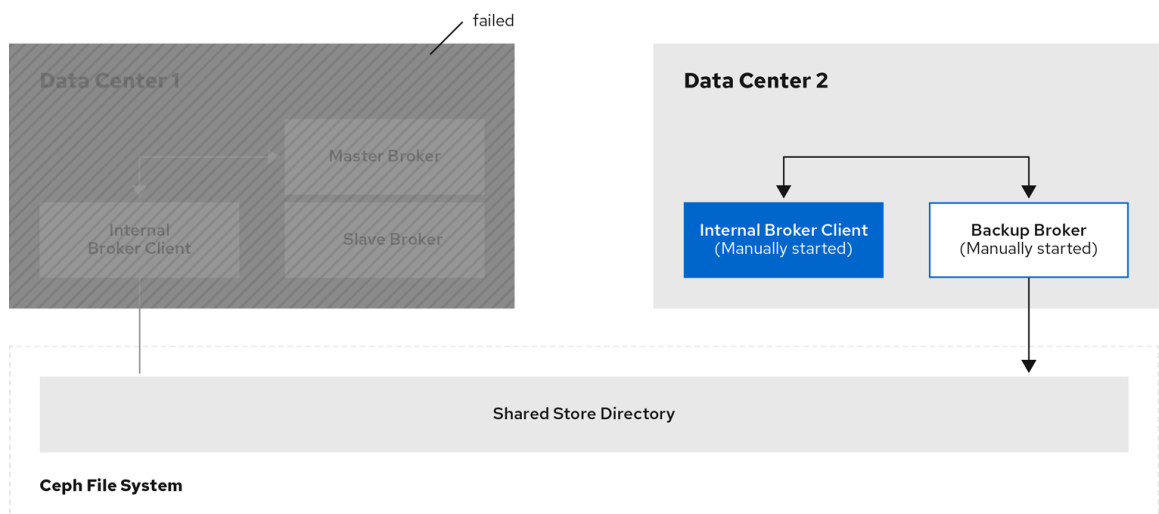 failed
Data Center 1
Master Broker
Internal
Broker Client
Slave Broker
Data Center 2
Internal Broker Client
(Manually started)
Backup Broker
(Manually started)
Shared Store Directory
Ceph File System